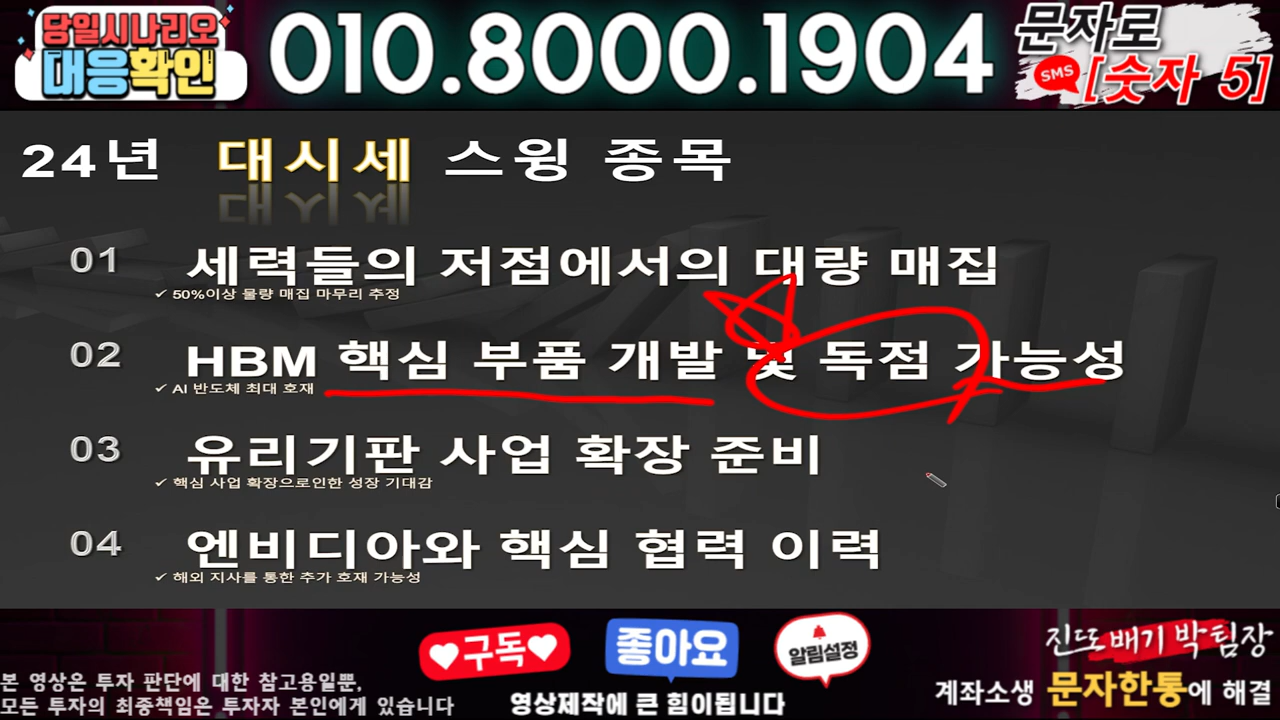 당일시나리오
대응확인
010.8000.1904
문자로
SMS [숫자 5]
24년 대시세 스윙 종목
01 세력들의 저점에서의 대량 매집
✓ 50%이상 물량 매집 마무리 추정
02 HBM 핵심 부품 개발 및 독점 가능성
✓ AI 반도체 최대 호재
03 유리기판 사업 확장 준비
✓ 핵심 사업 확장으로인한 성장 기대감
04 엔비디아와 핵심 협력 이력
✓ 해외 지사를 통한 추가 호재 가능성
구독
좋아요
알림설정
영상제작에 큰 힘이됩니다
본 영상은 투자 판단에 대한 참고용일뿐,
모든 투자의 최종책임은 투자자 본인에게 있습니다
진또배기 박팀장
계좌소생 문자한통에 해결